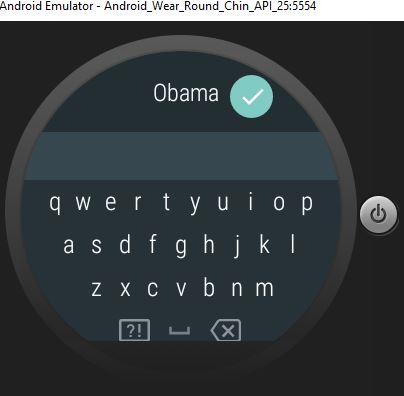 Android Emulator - Android_Wear_Round_Chin_API_25:5554
Obama
q w e r t y u i o p
a s d f g h j k l
z x c v b n m
?!